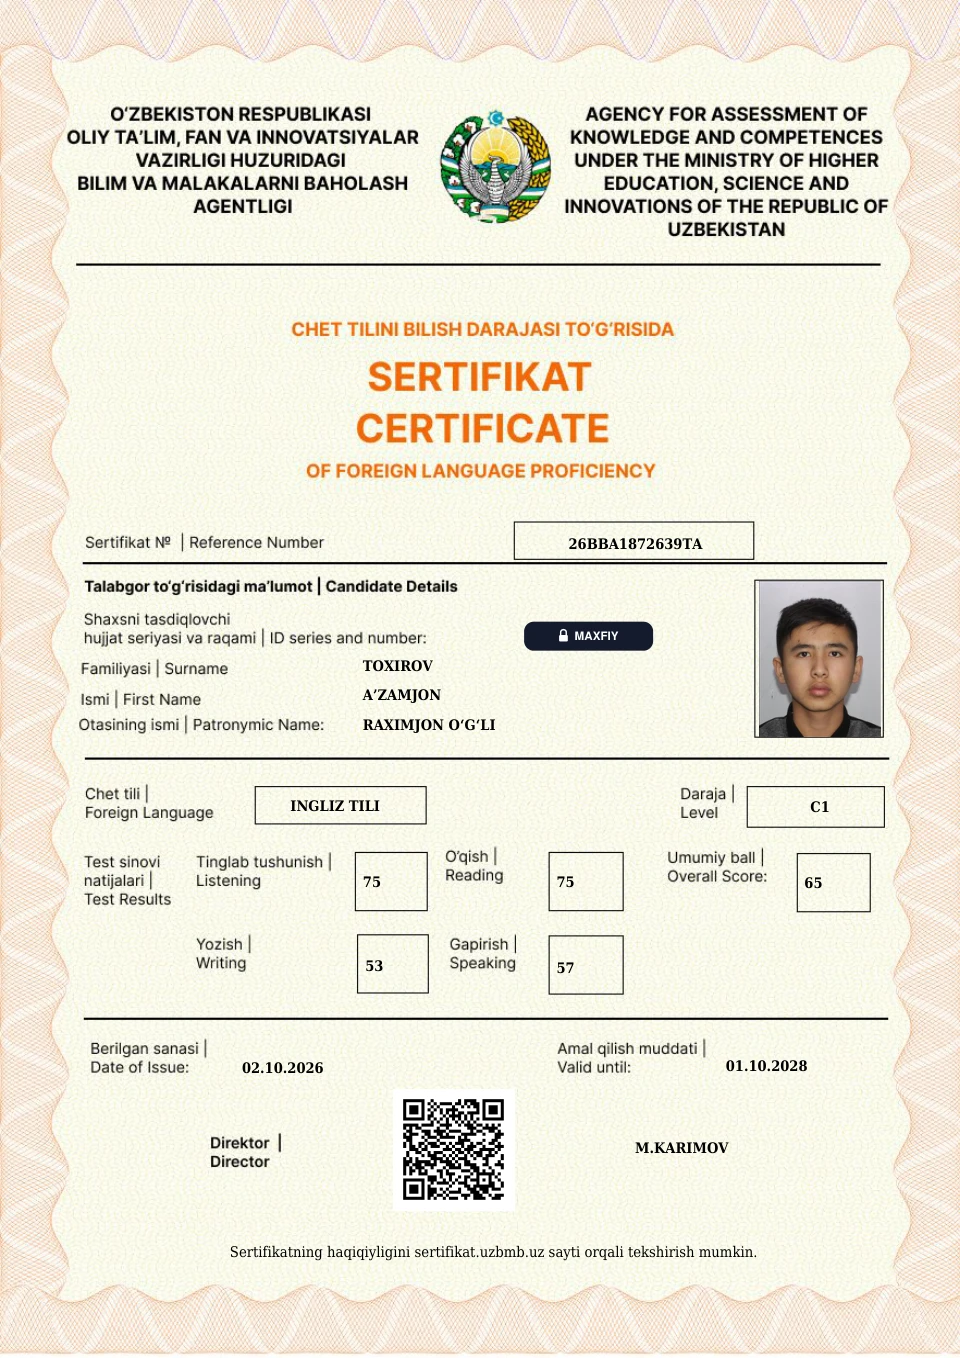 O‘ZBEKISTON RESPUBLIKASI
OLIY TA’LIM, FAN VA INNOVATSIYALAR
VAZIRLIGI HUZURIDAGI
BILIM VA MALAKALARNI BAHOLASH
AGENTLIGI
AGENCY FOR ASSESSMENT OF
KNOWLEDGE AND COMPETENCES
UNDER THE MINISTRY OF HIGHER
EDUCATION, SCIENCE AND
INNOVATIONS OF THE REPUBLIC OF
UZBEKISTAN
CHET TILINI BILISH DARAJASI TO‘G‘RISIDA
SERTIFIKAT
CERTIFICATE
OF FOREIGN LANGUAGE PROFICIENCY
Sertifikat № | Reference Number
26BBA1872639TA
Talabgor to‘g‘risidagi ma’lumot | Candidate Details
Shaxsni tasdiqlovchi
hujjat seriyasi va raqami | ID series and number:
MAXFIY
Familiyasi | Surname
TOXIROV
Ismi | First Name
A’ZAMJON
Otasining ismi | Patronymic Name:
RAXIMJON O‘G‘LI
Chet tili |
Foreign Language
INGLIZ TILI
Daraja |
Level
C1
Test sinovi
natijalari |
Test Results
Tinglab tushunish |
Listening
75
O‘qish |
Reading
75
Umumiy ball |
Overall Score:
65
Yozish |
Writing
53
Gapirish |
Speaking
57
Berilgan sanasi |
Date of Issue:
02.10.2026
Amal qilish muddati |
Valid until:
01.10.2028
Direktor |
Director
M.KARIMOV
Sertifikatning haqiqiyligini sertifikat.uzbmb.uz sayti orqali tekshirish mumkin.